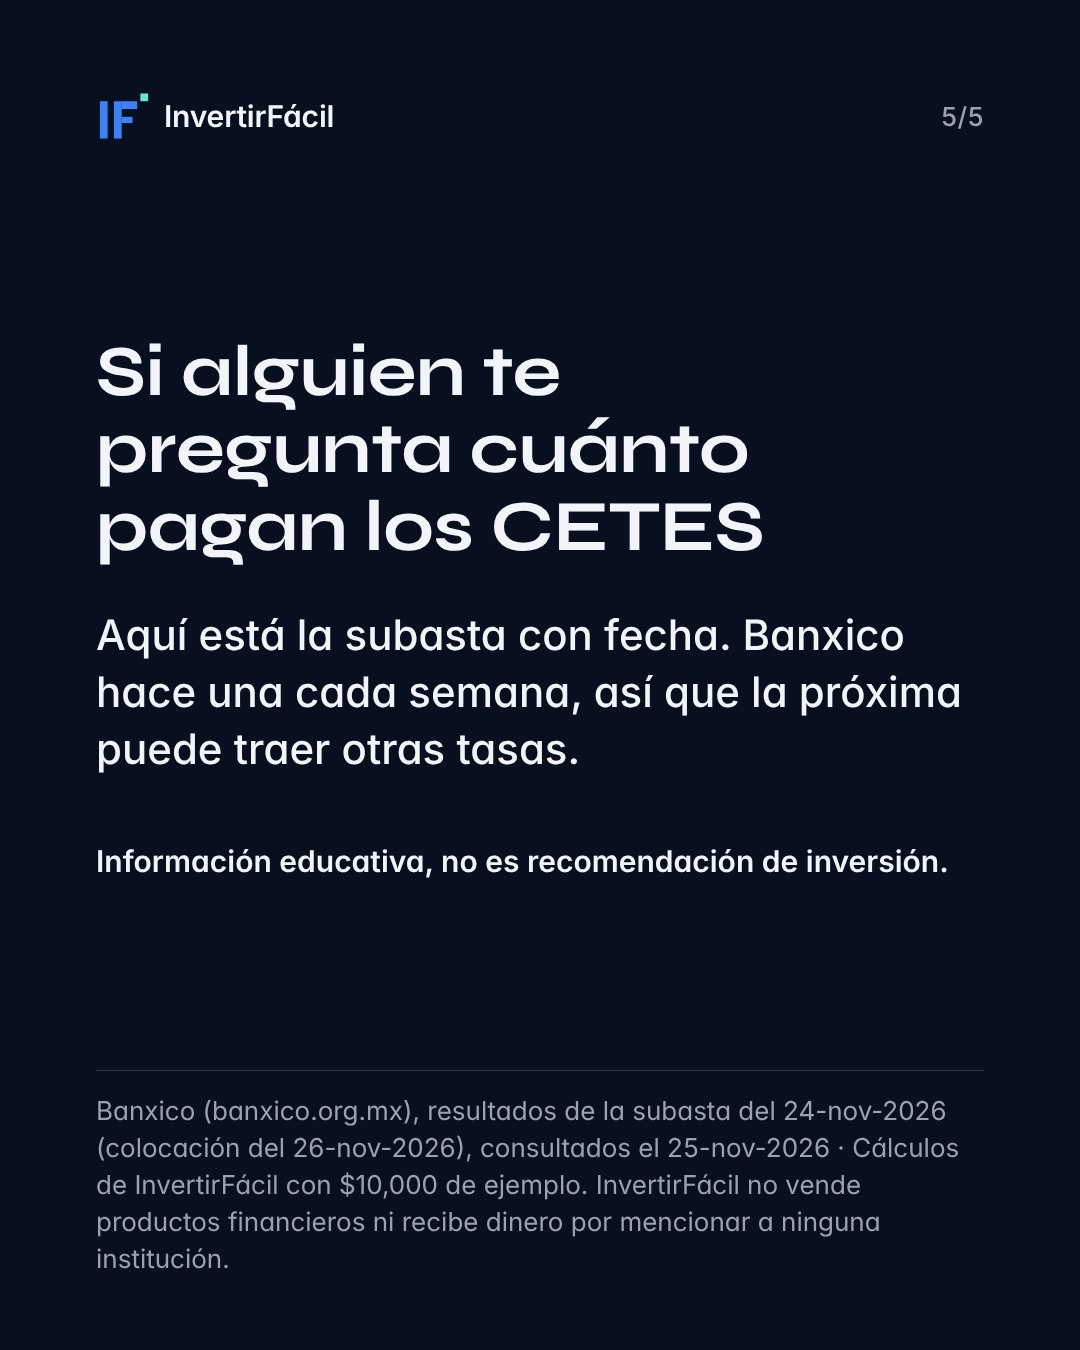 IF InvertirFácil
5/5
Si alguien te
pregunta cuánto
pagan los CETES
Aquí está la subasta con fecha. Banxico
hace una cada semana, así que la próxima
puede traer otras tasas.
Información educativa, no es recomendación de inversión.
Banxico (banxico.org.mx), resultados de la subasta del 24-nov-2026
(colocación del 26-nov-2026), consultados el 25-nov-2026 · Cálculos
de InvertirFácil con $10,000 de ejemplo. InvertirFácil no vende
productos financieros ni recibe dinero por mencionar a ninguna
institución.